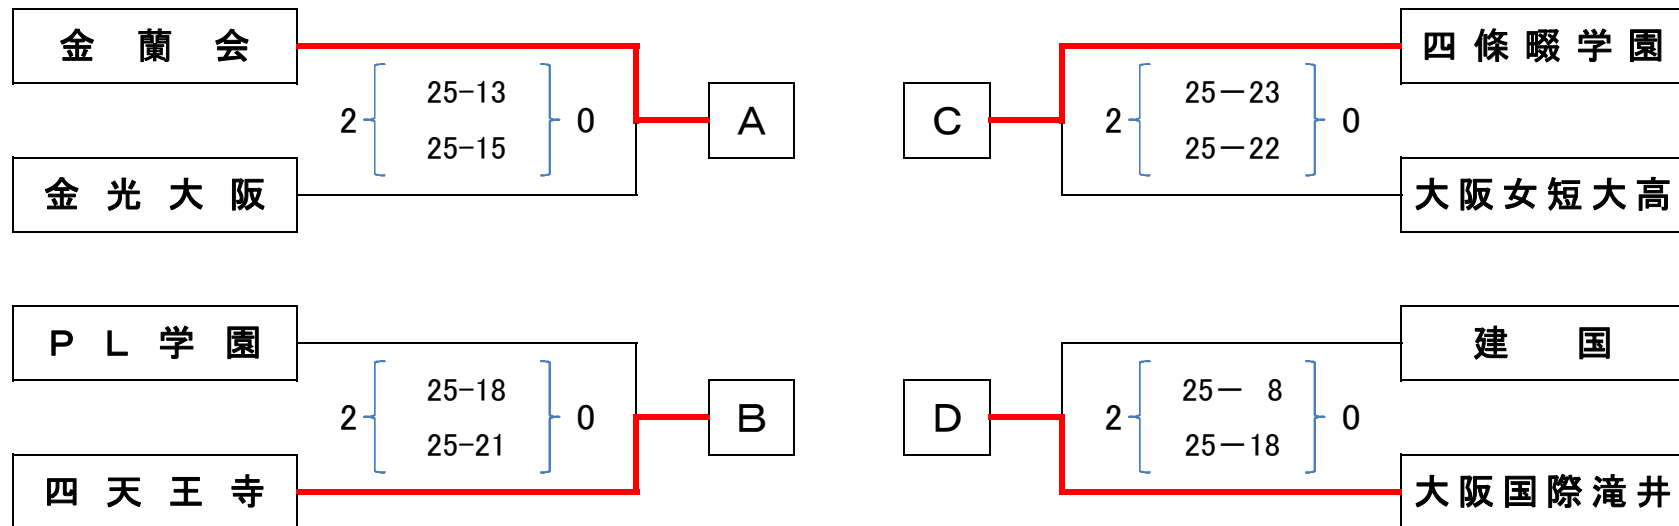 金蘭会
2 25-13 0
25-15
A
金光大阪
PL学園
2 25-18 0
25-21
B
四天王寺
四條畷学園
C
2 25-23 0
25-22
大阪女短大高
建国
D
2 25- 8 0
25-18
大阪国際滝井